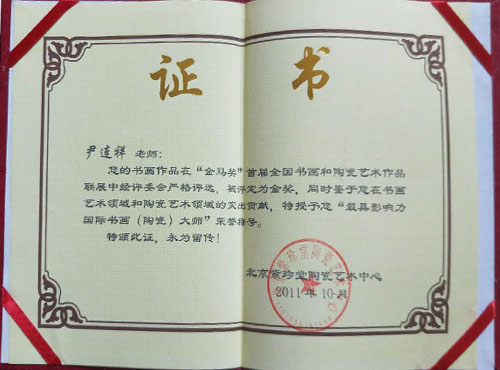 证书
尹连祥 老师:
您的书画作品在“金马奖”首届全国书画和陶瓷艺术作品
联展中经评委会严格评选,被评定为金奖,同时鉴于您在书画
艺术领域和陶瓷艺术领域的突出贡献,特授予您“最具影响力
国际书画(陶瓷)大师”荣誉称号。
特颁此证,永为留传!
北京紫珍堂陶瓷艺术中心
2011年10月